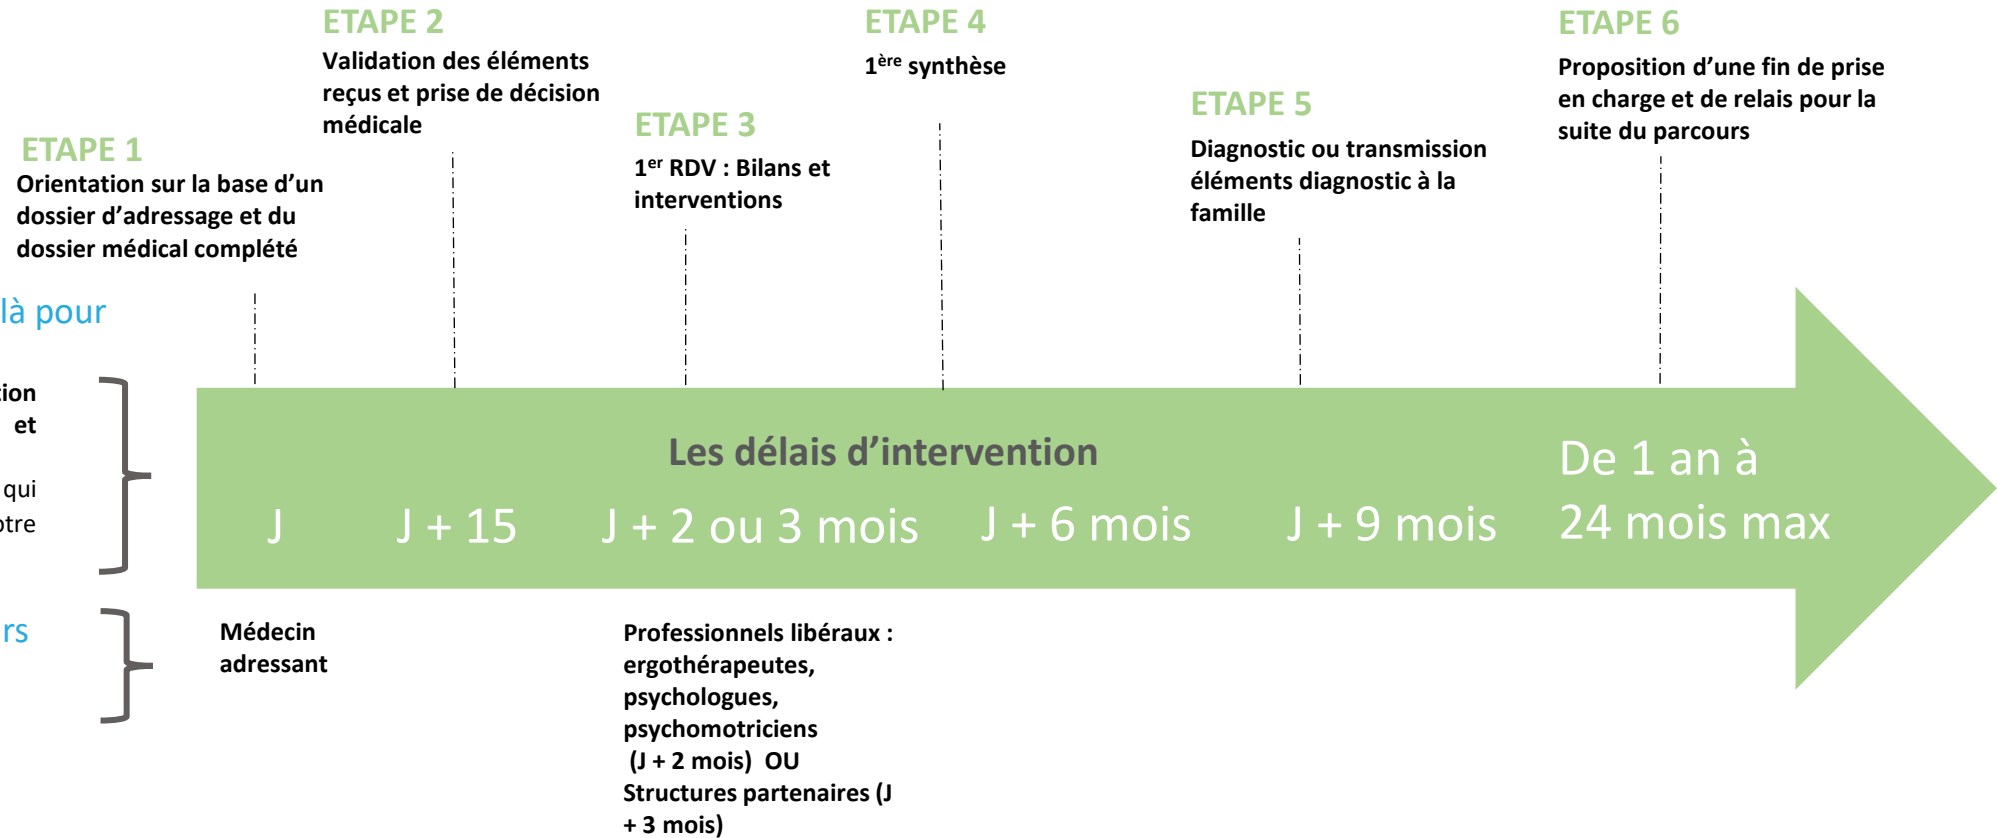 ETAPE 1
Orientation sur la base d’un
dossier d’adressage et du
dossier médical complété
ETAPE 2
Validation des éléments
reçus et prise de décision
médicale
ETAPE 3
1er RDV : Bilans et
interventions
ETAPE 4
1ère synthèse
ETAPE 5
Diagnostic ou transmission
éléments diagnostic à la
famille
ETAPE 6
Proposition d’une fin de prise
en charge et de relais pour la
suite du parcours
là pour
et
qui
Les délais d’intervention
J
J + 15
J + 2 ou 3 mois
J + 6 mois
J + 9 mois
De 1 an à
24 mois max
Médecin
adressant
Professionnels libéraux :
ergothérapeutes,
psychologues,
psychomotriciens
(J + 2 mois) OU
Structures partenaires (J
+ 3 mois)